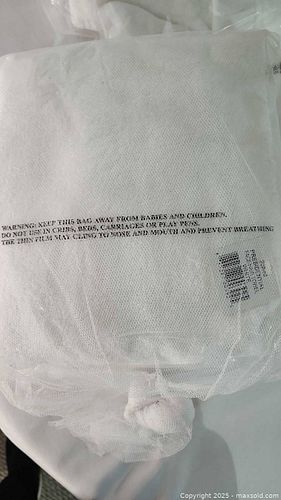 WARNING: KEEP THIS BAG AWAY FROM BABIES AND CHILDREN.
DO NOT USE IN CRIBS, BEDS, CARRIAGES OR PLAY PENS.
THE THIN FILM MAY CLING TO NOSE AND MOUTH AND PREVENT BREATHING
Copyright © 2025 - maxsold.com